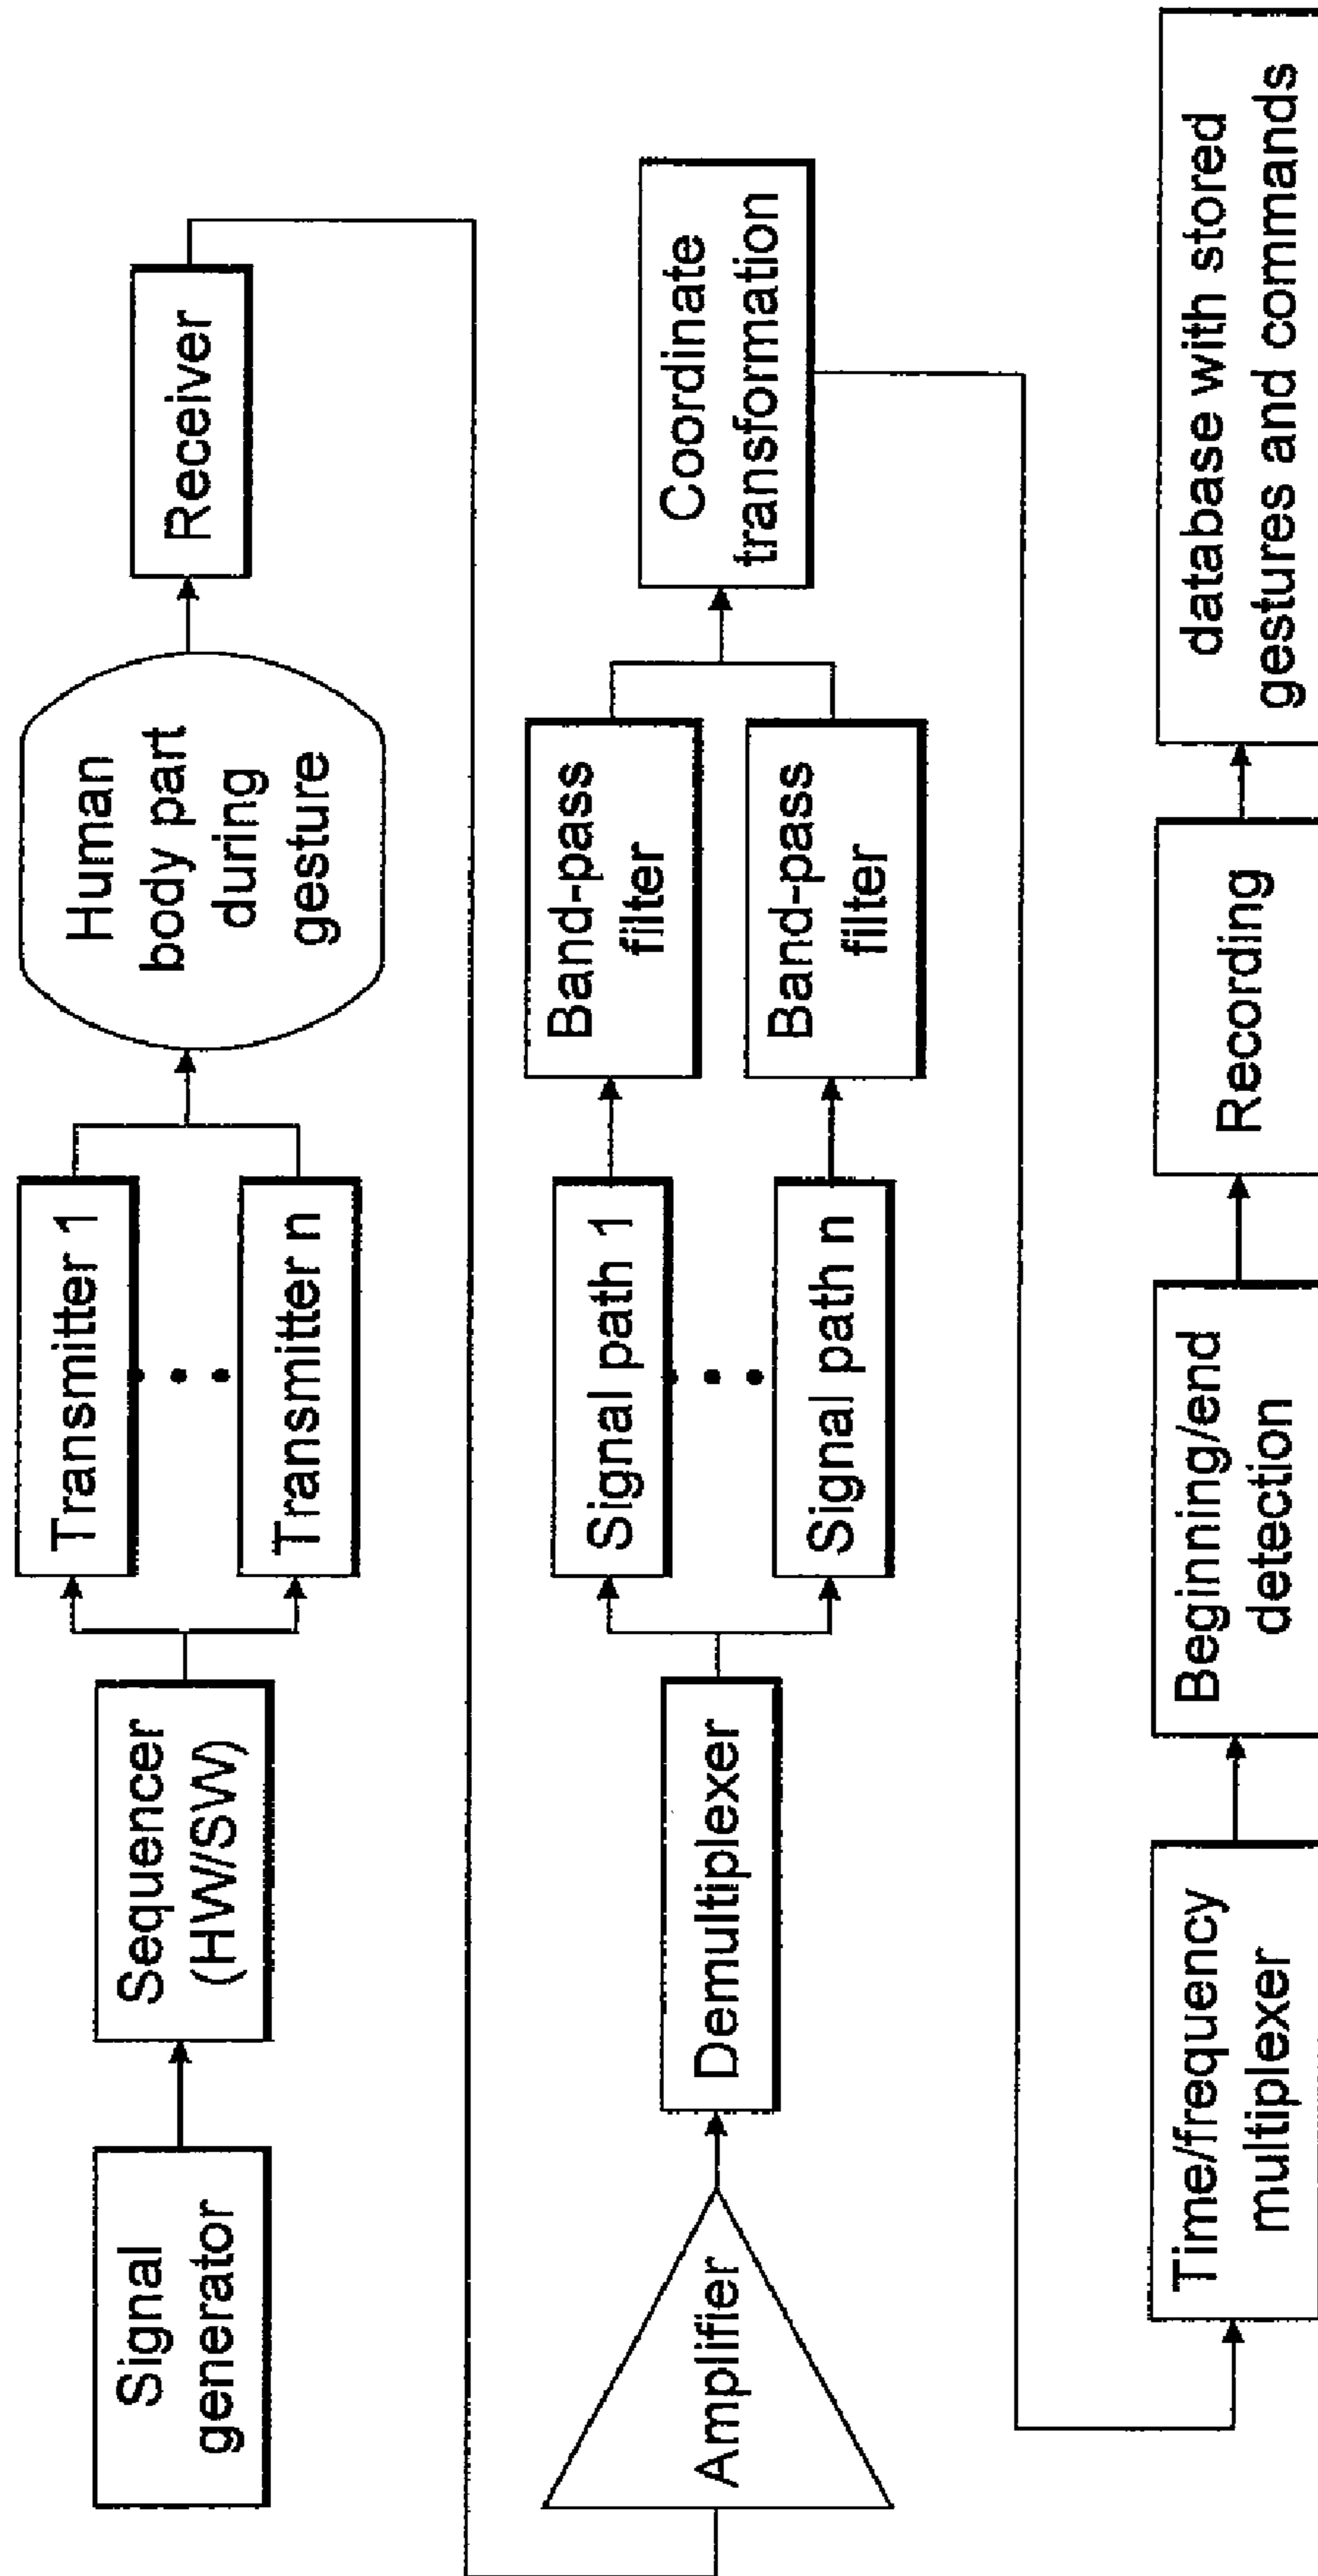 Signal
generator
Sequencer
(HW/SW)
Transmitter 1
Transmitter n
Human
body part
during
gesture
Receiver
Amplifier
Demultiplexer
Signal path 1
Signal path n
Band-pass
filter
Band-pass
filter
Coordinate
transformation
Time/frequency
multiplexer
Beginning/end
detection
Recording
database with stored
gestures and commands